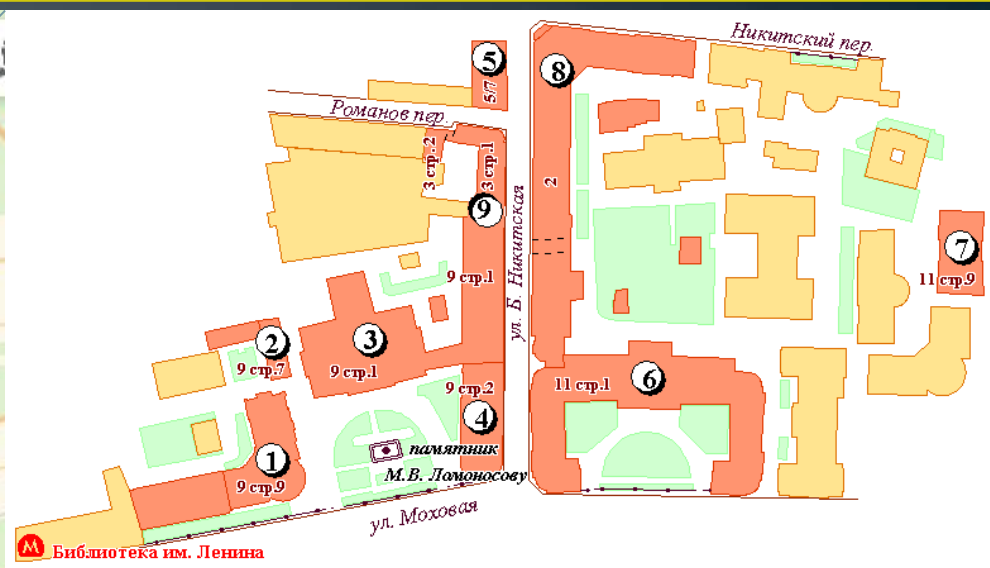 Никитский пер.
5
5/7
8
Романов пер.
3 стр.2
3 стр.1
2
9
ул. Б. Никитская
7
11 стр.9
9 стр.1
2
9 стр.7
3
9 стр.1
9 стр.2
4
11 стр.1
6
памятник
М.В. Ломоносову
1
9 стр.9
ул. Моховая
М Библиотека им. Ленина